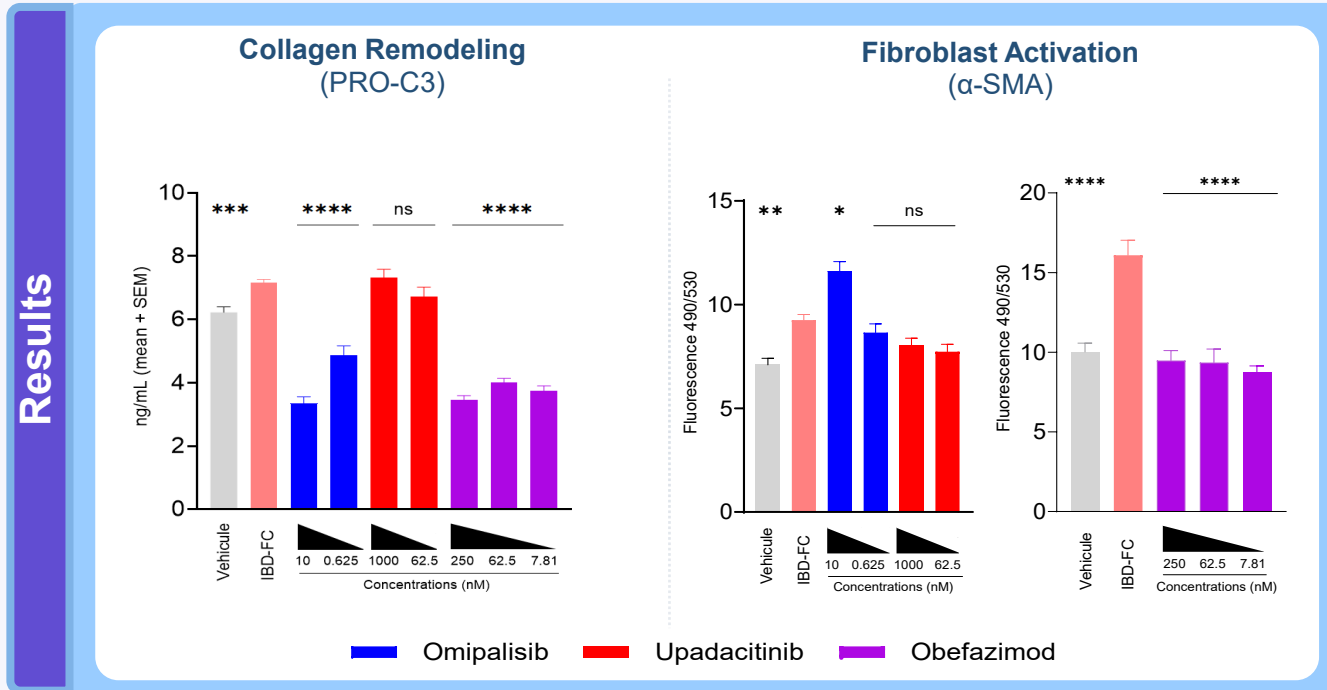 Results
Collagen Remodeling
(PRO-C3)
10
8
6
4
2
0
ng/mL (mean + SEM)
***
****
ns
****
Vehicule
IBD-FC
10 0.625 1000 62.5 250 62.5 7.81
Concentrations (nM)
Fibroblast Activation
(α-SMA)
15
10
5
0
Fluorescence 490/530
**
*
ns
Vehicule
IBD-FC
10 0.625 1000 62.5
Concentrations (nM)
20
15
10
5
0
Fluorescence 490/530
****
****
Vehicule
IBD-FC
250 62.5 7.81
Concentrations (nM)
Omipalisib Upadacitinib Obefazimod